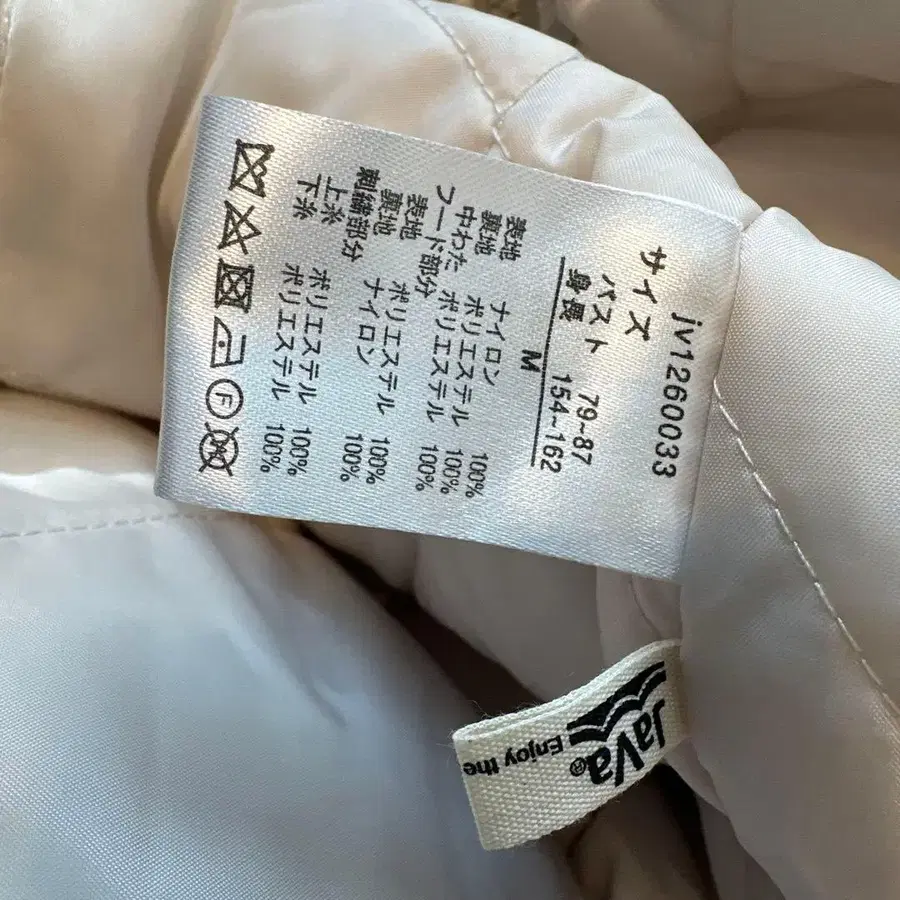 jv1260033
サイズ
バスト 79~87
身長 154~162
M
表地 ナイロン 100%
裏地 ポリエステル 100%
中わた ポリエステル 100%
フード部分
表地 ポリエステル 100%
裏地 ナイロン 100%
刺繍部分
上糸 ポリエステル 100%
下糸 ポリエステル 100%
F
JaVa®
Enjoy the